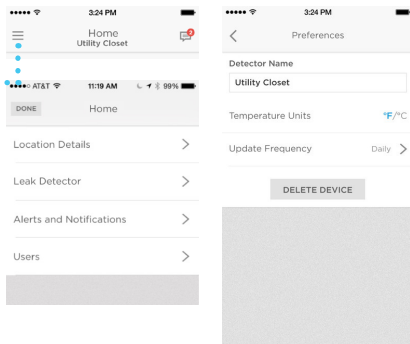 3:24 PM
Home
Utility Closet
2
AT&T 11:19 AM 99%
DONE Home
Location Details
Leak Detector
Alerts and Notifications
Users
3:24 PM
Preferences
Detector Name
Utility Closet
Temperature Units °F/°C
Update Frequency Daily
DELETE DEVICE